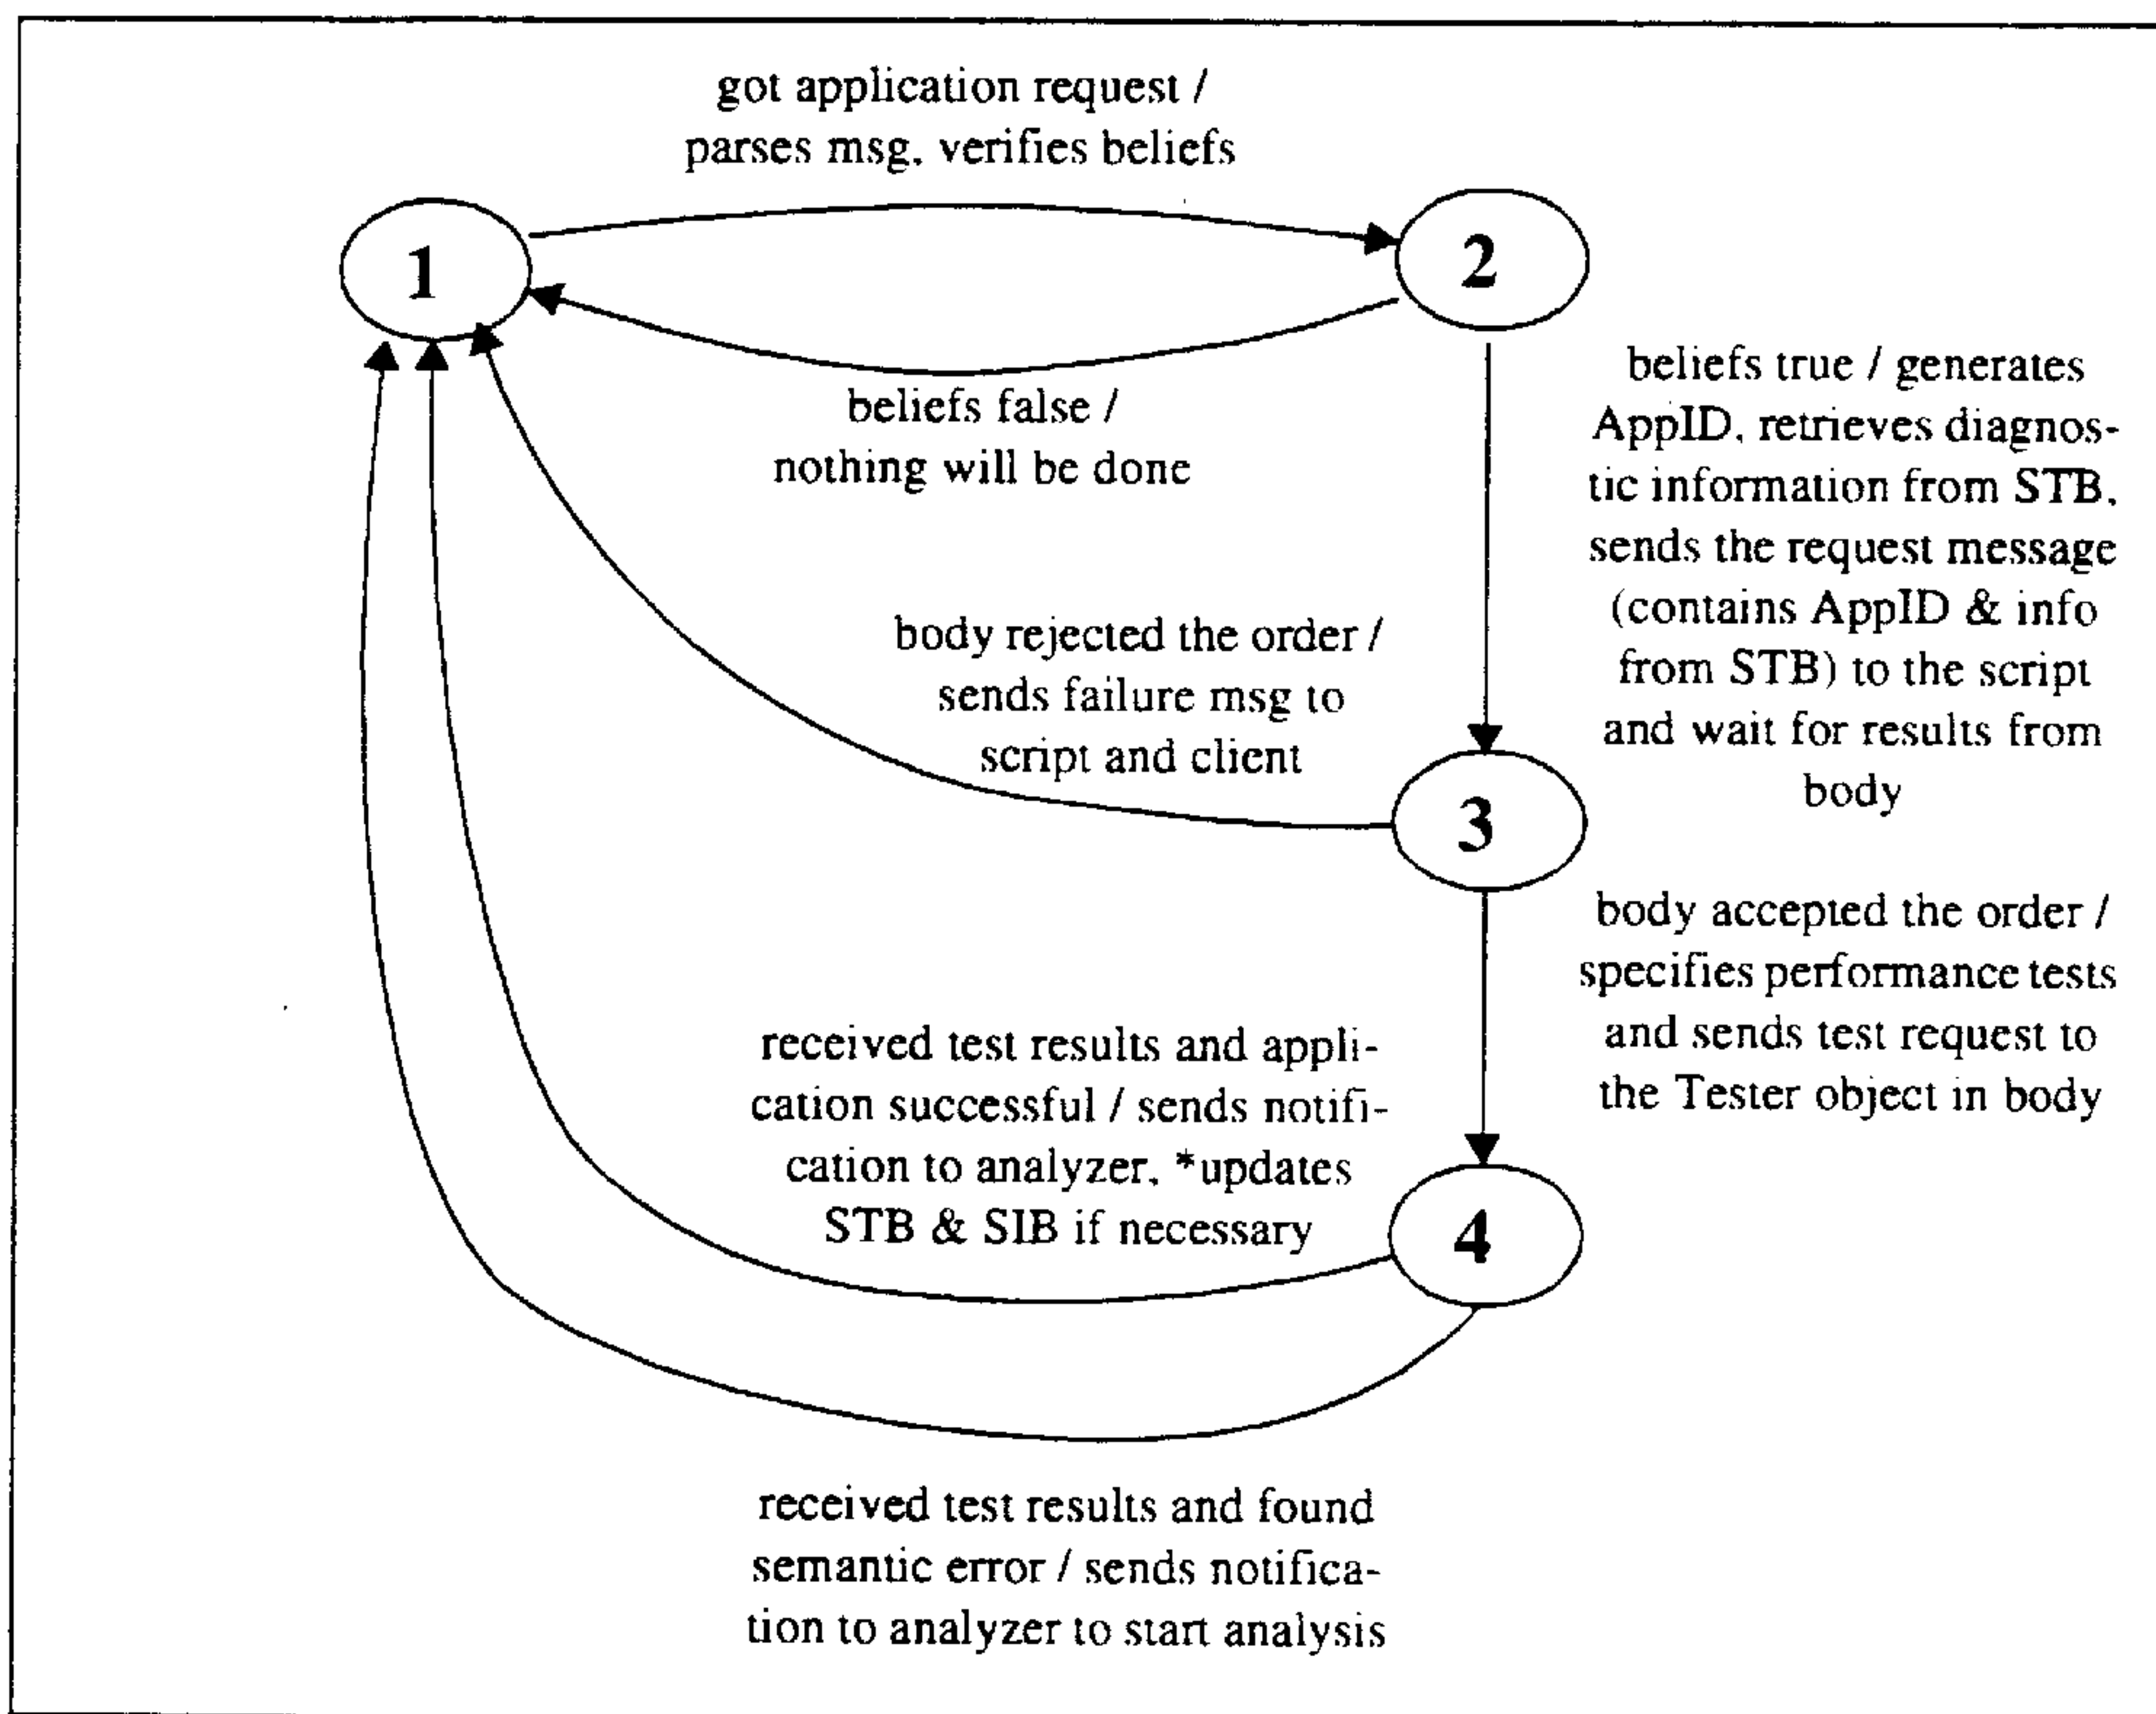 got application request /
parses msg, verifies beliefs
1
2
beliefs false /
nothing will be done
beliefs true / generates
AppID, retrieves diagnos-
tic information from STB,
sends the request message
(contains AppID & info
from STB) to the script
and wait for results from
body
body rejected the order /
sends failure msg to
script and client
3
body accepted the order /
specifies performance tests
and sends test request to
the Tester object in body
received test results and appli-
cation successful / sends notifi-
cation to analyzer, *updates
STB & SIB if necessary
4
received test results and found
semantic error / sends notifica-
tion to analyzer to start analysis